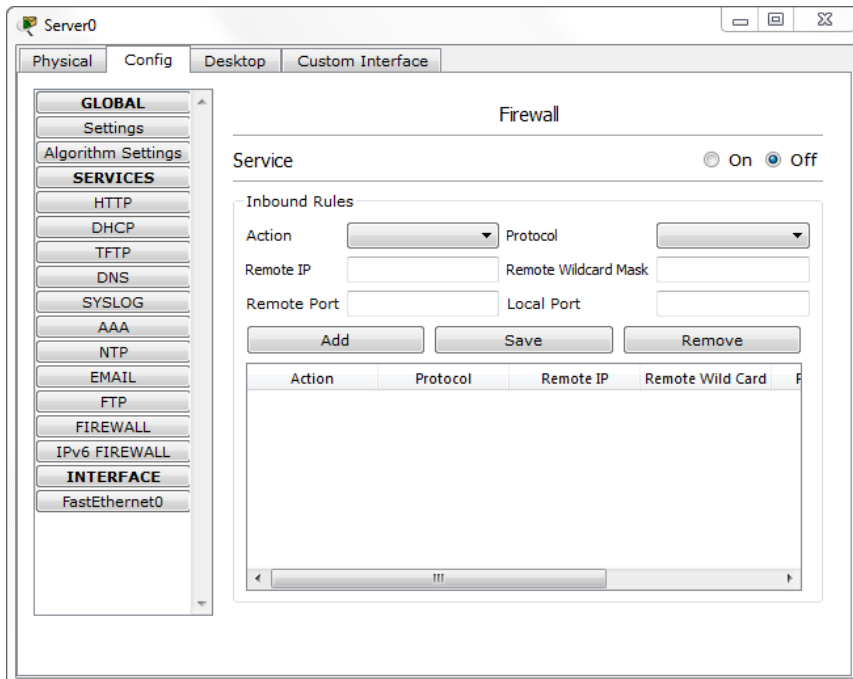 Server0
Physical Config Desktop Custom Interface
GLOBAL
Settings
Algorithm Settings
SERVICES
HTTP
DHCP
TFTP
DNS
SYSLOG
AAA
NTP
EMAIL
FTP
FIREWALL
IPv6 FIREWALL
INTERFACE
FastEthernet0
Firewall
Service On Off
Inbound Rules
Action Protocol
Remote IP Remote Wildcard Mask
Remote Port Local Port
Add Save Remove
Action Protocol Remote IP Remote Wild Card